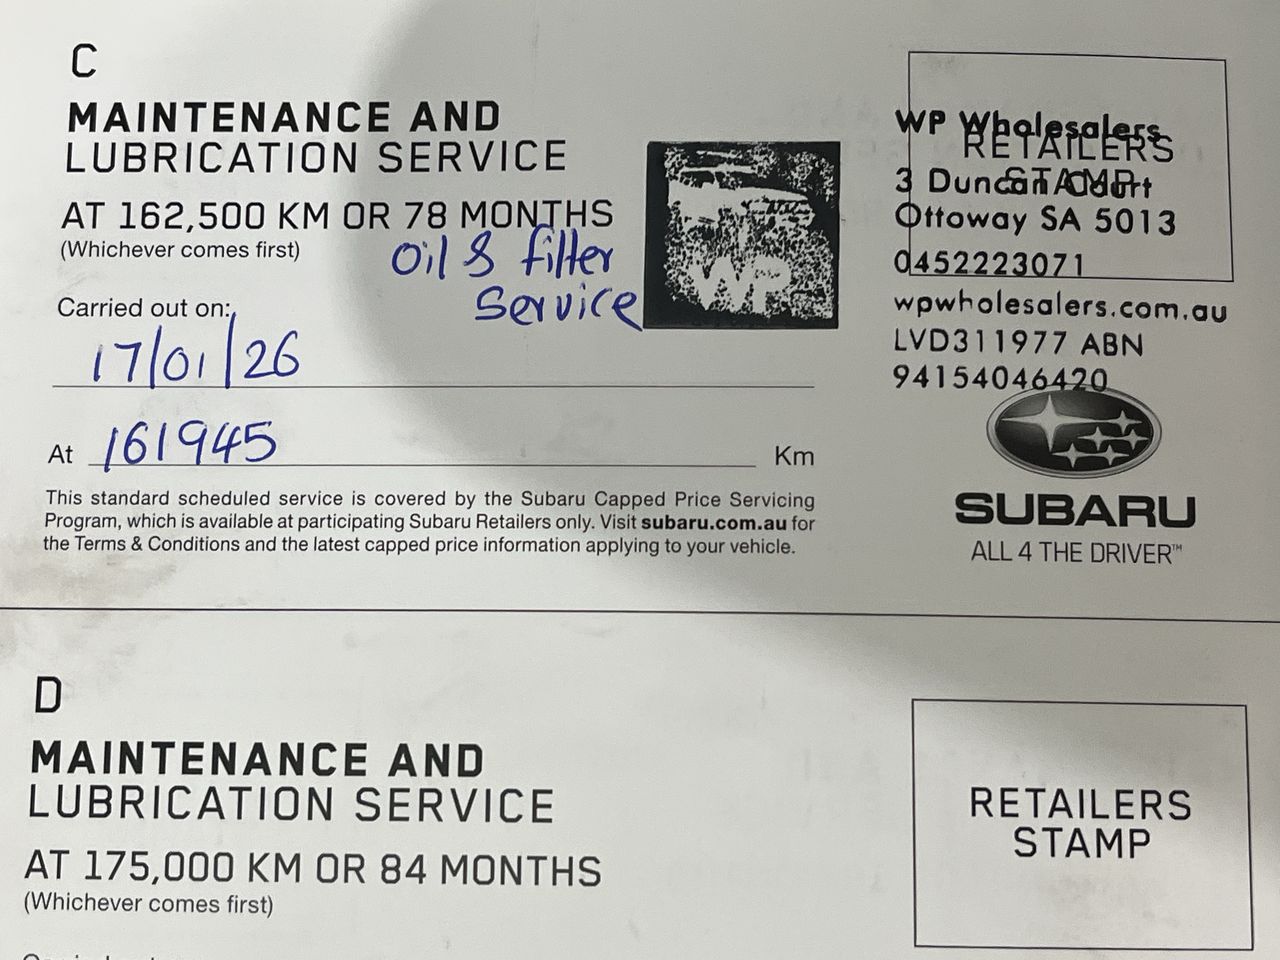 C
MAINTENANCE AND
LUBRICATION SERVICE
AT 162,500 KM OR 78 MONTHS
(Whichever comes first)
Oil & filter
Service
WP
Carried out on:
17/01/26
At 161945 Km
This standard scheduled service is covered by the Subaru Capped Price Servicing
Program, which is available at participating Subaru Retailers only. Visit subaru.com.au for
the Terms & Conditions and the latest capped price information applying to your vehicle.
RETAILERS
STAMP
WP Wholesalers
3 Duncan Court
Ottoway SA 5013
0452223071
wpwholesalers.com.au
LVD311977 ABN
94154046420
SUBARU
ALL 4 THE DRIVER™
D
MAINTENANCE AND
LUBRICATION SERVICE
AT 175,000 KM OR 84 MONTHS
(Whichever comes first)
RETAILERS
STAMP